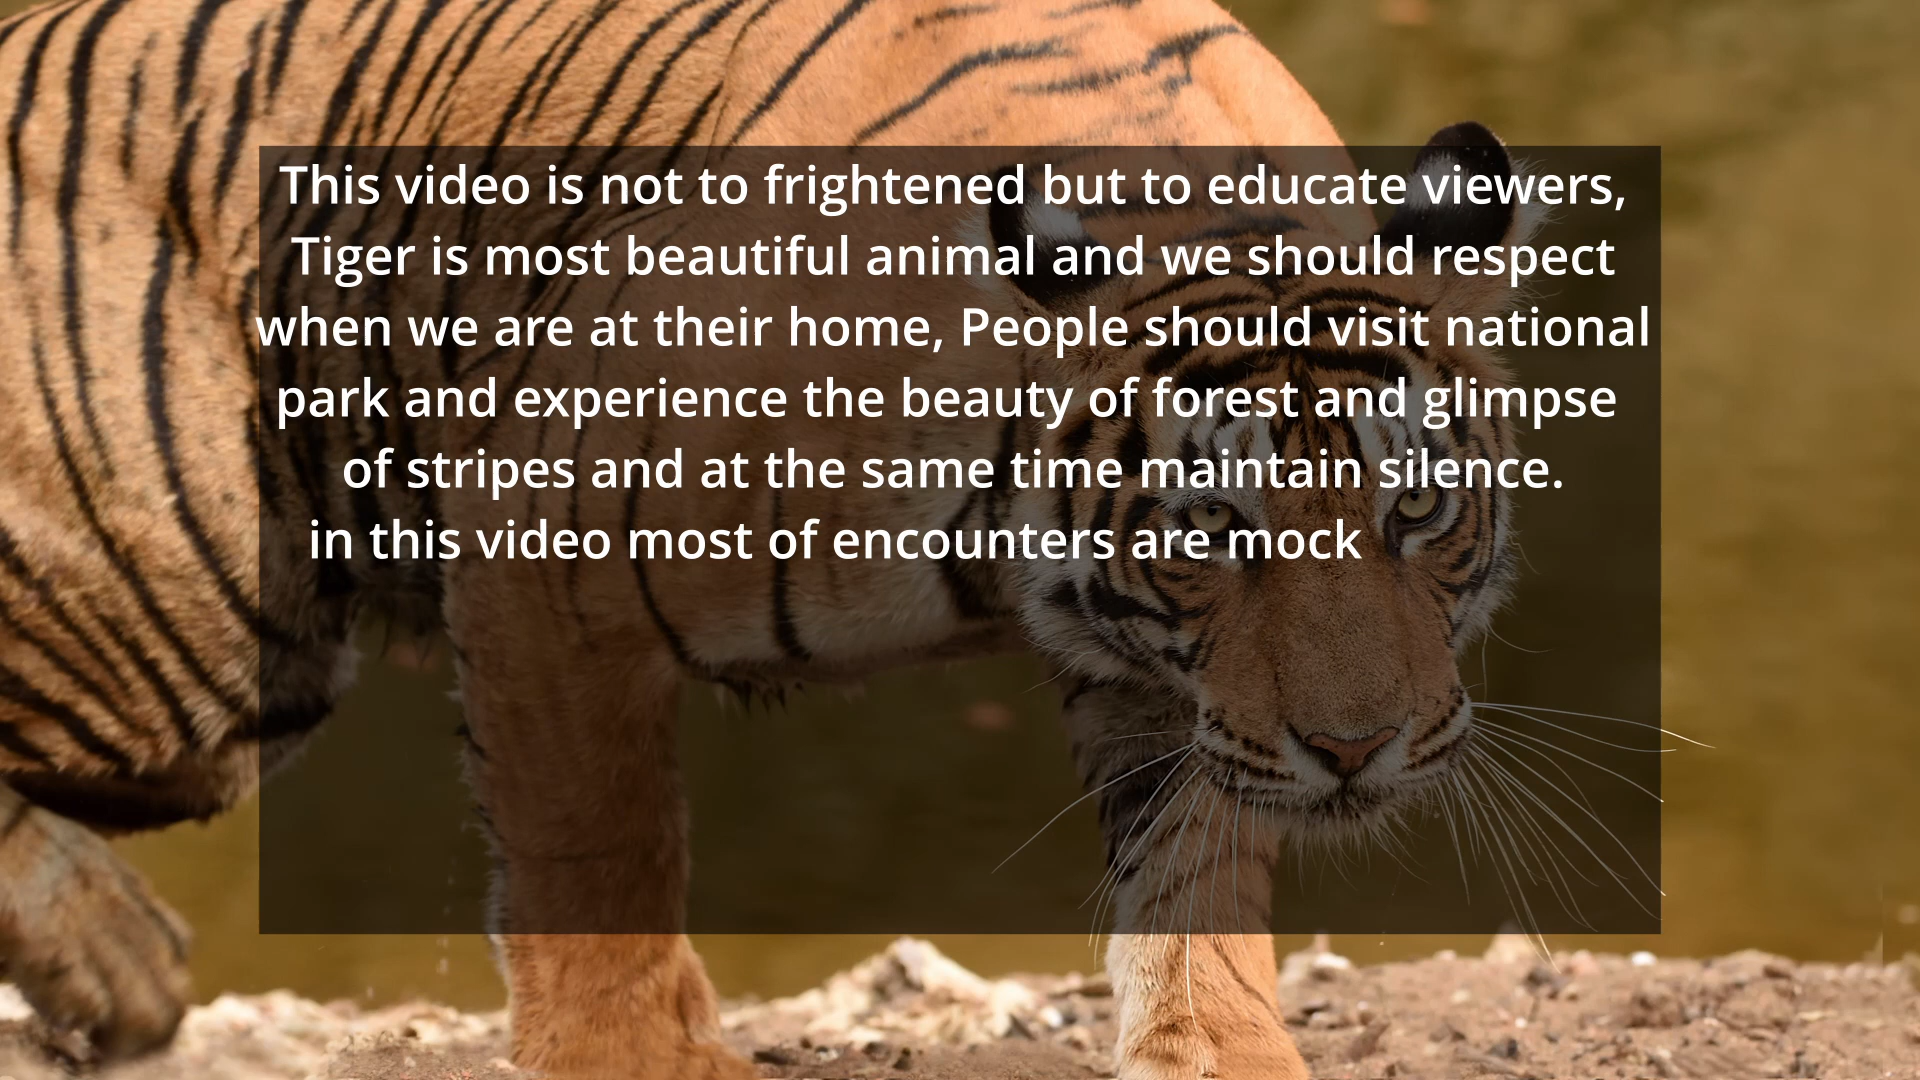 This video is not to frightened but to educate viewers,
Tiger is most beautiful animal and we should respect
when we are at their home, People should visit national
park and experience the beauty of forest and glimpse
of stripes and at the same time maintain silence.
in this video most of encounters are mock